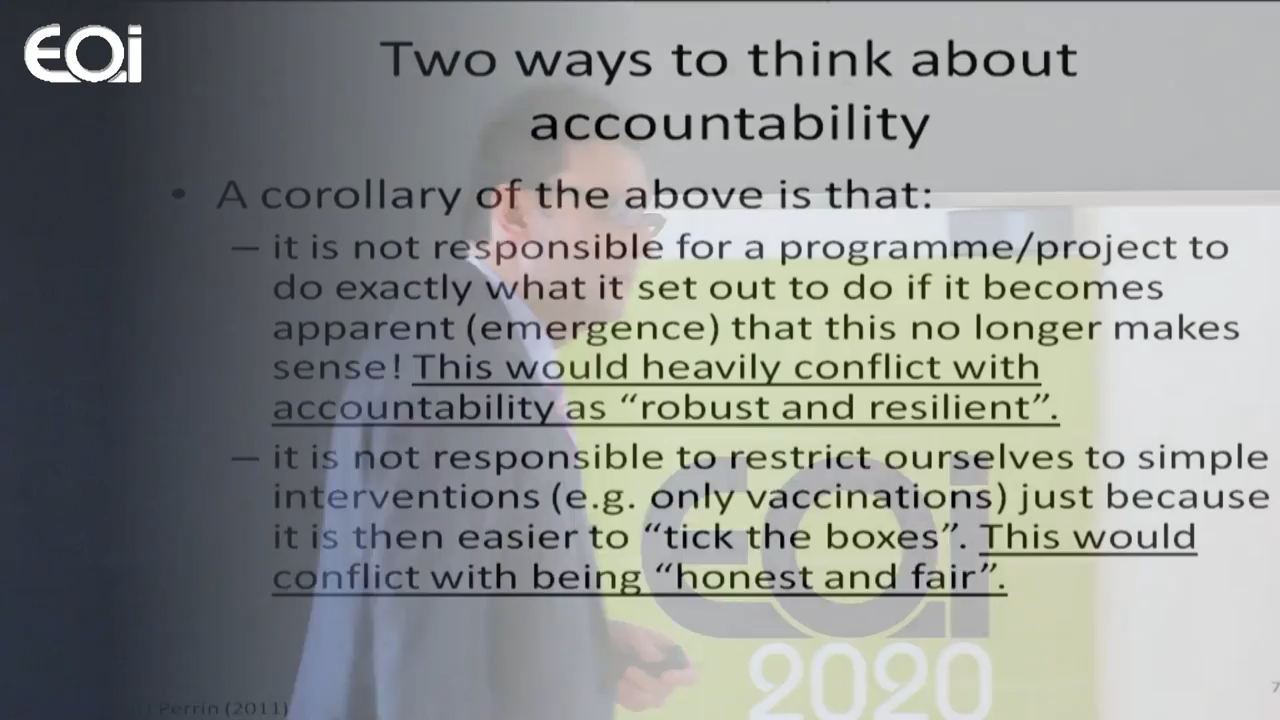 EOi
Two ways to think about
accountability
• A corollary of the above is that:
– it is not responsible for a programme/project to
do exactly what it set out to do if it becomes
apparent (emergence) that this no longer makes
sense! This would heavily conflict with
accountability as “robust and resilient”.
– it is not responsible to restrict ourselves to simple
interventions (e.g. only vaccinations) just because
it is then easier to “tick the boxes”. This would
conflict with being “honest and fair”.
EOi
2020
Perrin (2011)
7